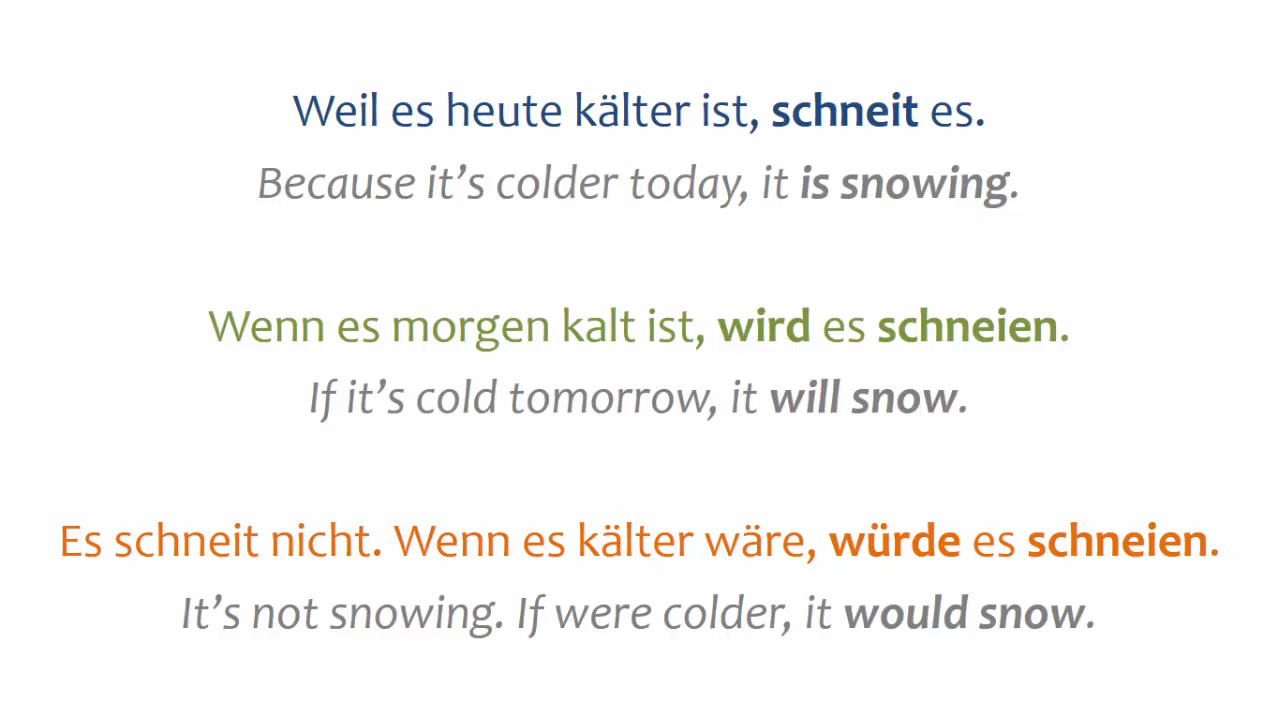 Weil es heute kälter ist, schneit es.
Because it’s colder today, it is snowing.
Wenn es morgen kalt ist, wird es schneien.
If it’s cold tomorrow, it will snow.
Es schneit nicht. Wenn es kälter wäre, würde es schneien.
It’s not snowing. If were colder, it would snow.